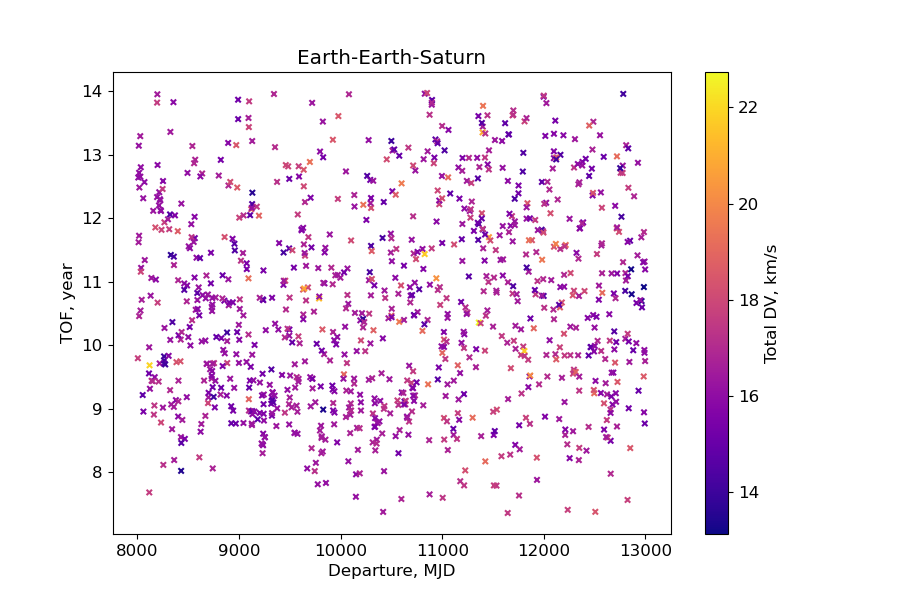 Earth-Earth-Saturn
14
13
12
11
10
9
8
TOF, year
8000 9000 10000 11000 12000 13000
Departure, MJD
22
20
18
16
14
Total DV, km/s